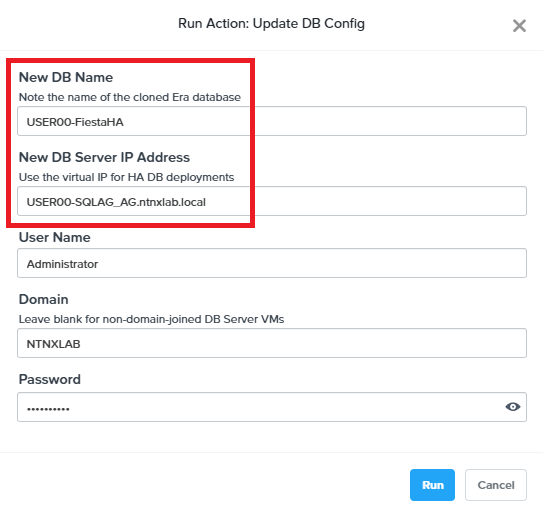 Run Action: Update DB Config
New DB Name
Note the name of the cloned Era database
USER00-FiestaHA
New DB Server IP Address
Use the virtual IP for HA DB deployments
USER00-SQLAG_AG.ntnxlab.local
User Name
Administrator
Domain
Leave blank for non-domain-joined DB Server VMs
NTNXLAB
Password
••••••••••
Run Cancel